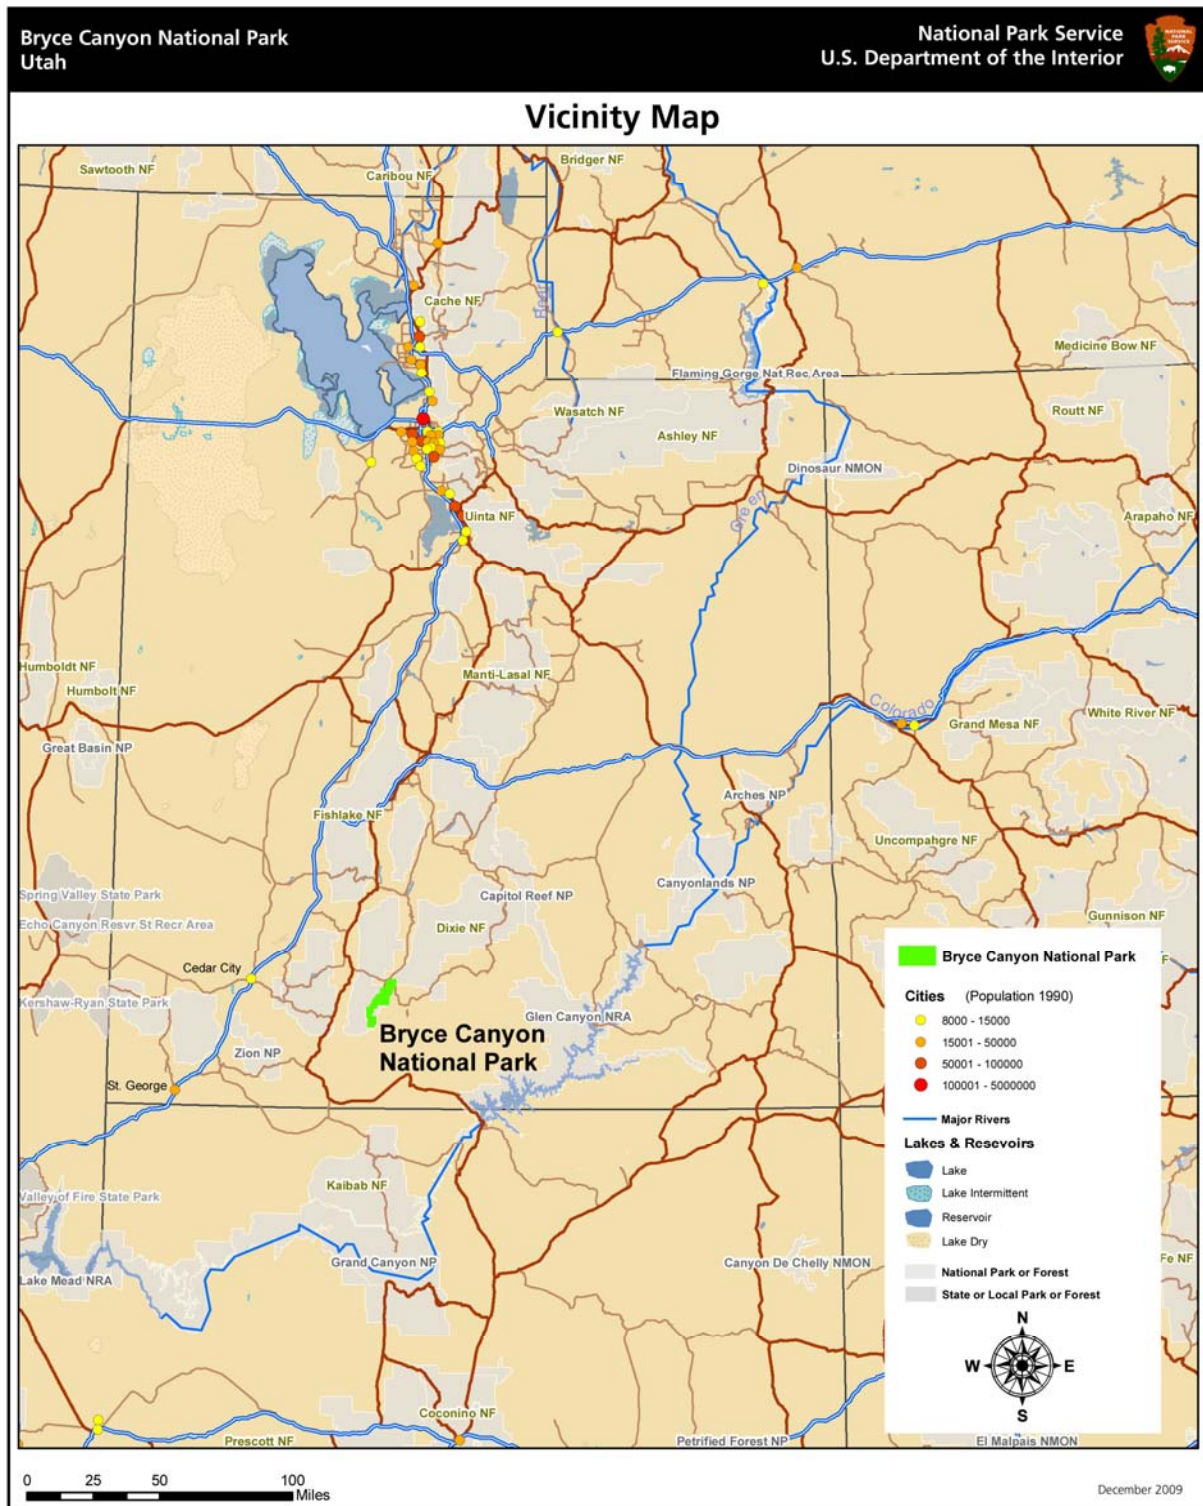 Bryce Canyon National Park
Utah
National Park Service
U.S. Department of the Interior
NATIONAL
PARK
SERVICE
Vicinity Map
Sawtooth NF
Caribou NF
Bridger NF
Cache NF
Bear
Medicine Bow NF
Flaming Gorge Nat Rec Area
Wasatch NF
Routt NF
Ashley NF
Dinosaur NMON
Green
Uinta NF
Arapaho NF
Humboldt NF
Manti-Lasal NF
Humbolt NF
Colorado
White River NF
Grand Mesa NF
Great Basin NP
Arches NP
Fishlake NF
Uncompahgre NF
Canyonlands NP
Spring Valley State Park
Capitol Reef NP
Gunnison NF
Echo Canyon Resvr St Recr Area
Dixie NF
Cedar City
Kershaw-Ryan State Park
Glen Canyon NRA
Bryce Canyon
National Park
Zion NP
St. George
Kaibab NF
Valley of Fire State Park
Grand Canyon NP
Canyon De Chelly NMON
Lake Mead NRA
Coconino NF
Prescott NF
Petrified Forest NP
El Malpais NMON
F
Fe NF
Bryce Canyon National Park
Cities (Population 1990)
8000 - 15000
15001 - 50000
50001 - 100000
100001 - 5000000
Major Rivers
Lakes & Resevoirs
Lake
Lake Intermittent
Reservoir
Lake Dry
National Park or Forest
State or Local Park or Forest
N
W E
S
0 25 50 100
Miles
December 2009